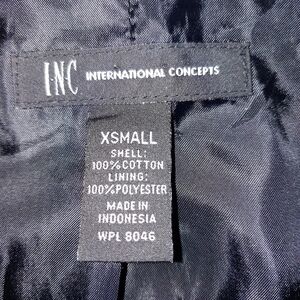 I·N·C INTERNATIONAL CONCEPTS
XSMALL
SHELL:
100%COTTON
LINING:
100%POLYESTER
MADE IN
INDONESIA
WPL 8046